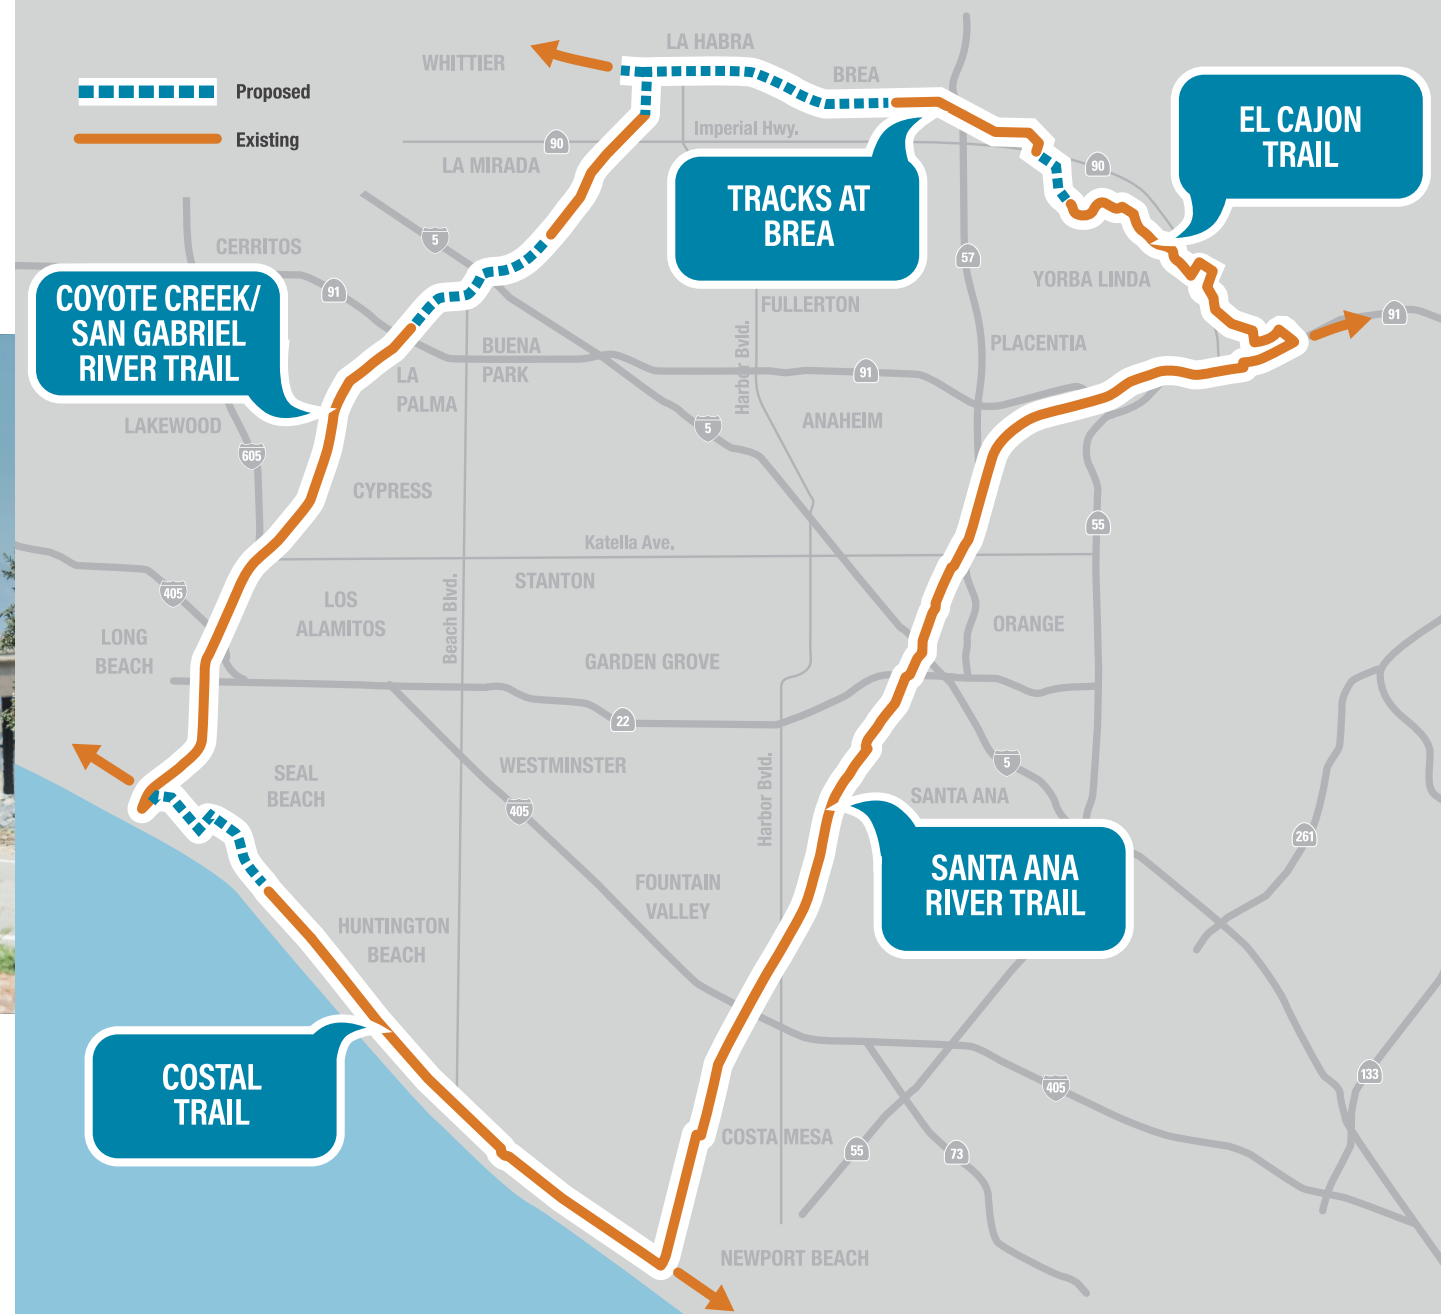 LA HABRA
WHITTIER
BREA
Proposed
Existing
EL CAJON
TRAIL
Imperial Hwy.
90
LA MIRADA
90
TRACKS AT
BREA
CERRITOS
5
57
YORBA LINDA
COYOTE CREEK/
SAN GABRIEL
RIVER TRAIL
91
FULLERTON
91
BUENA
PARK
PLACENTIA
Harbor Bvld.
LA
PALMA
91
LAKEWOOD
ANAHEIM
5
605
CYPRESS
55
Katella Ave.
STANTON
405
LOS
ALAMITOS
Beach Blvd.
ORANGE
LONG
BEACH
GARDEN GROVE
22
WESTMINSTER
5
SEAL
BEACH
SANTA ANA
405
Harbor Bvld.
261
SANTA ANA
RIVER TRAIL
FOUNTAIN
VALLEY
HUNTINGTON
BEACH
COSTAL
TRAIL
405
133
COSTA MESA
55
73
NEWPORT BEACH